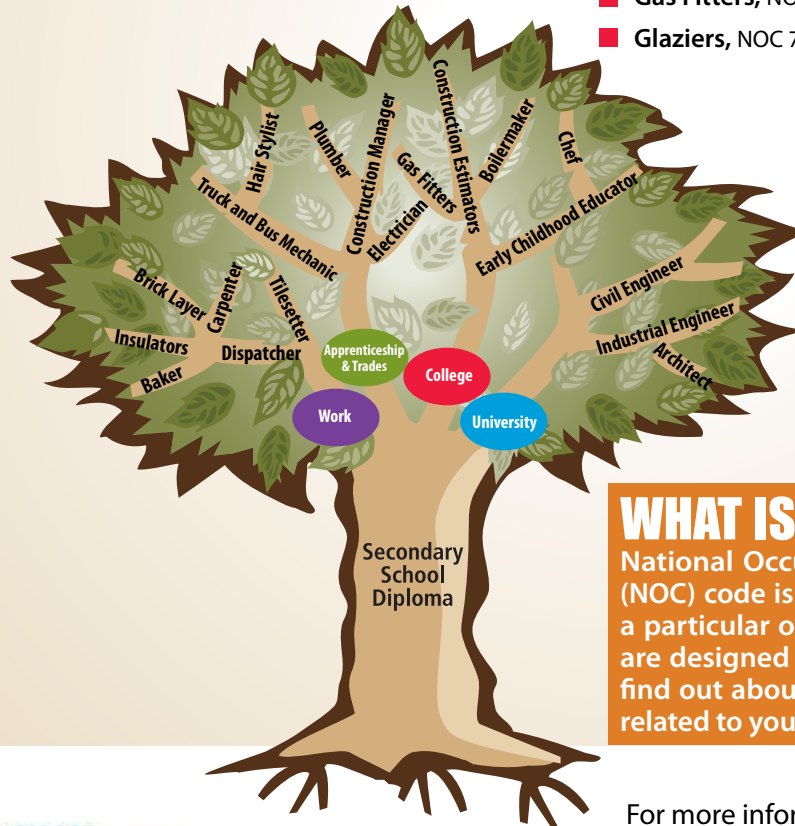 Gas Fitters,
Glaziers, NOC 7
Hair Stylist
Plumber
Construction Manager
Construction Estimators
Gas Fitters
Boilermaker
Chef
Truck and Bus Mechanic
Electrician
Early Childhood Educator
Brick Layer
Carpenter
Tilesetter
Civil Engineer
Insulators
Dispatcher
Industrial Engineer
Baker
Architect
Apprenticeship
& Trades
College
Work
University
Secondary
School
Diploma
WHAT IS
National Occu
(NOC) code is
a particular o
are designed
find out abou
related to you
For more infor